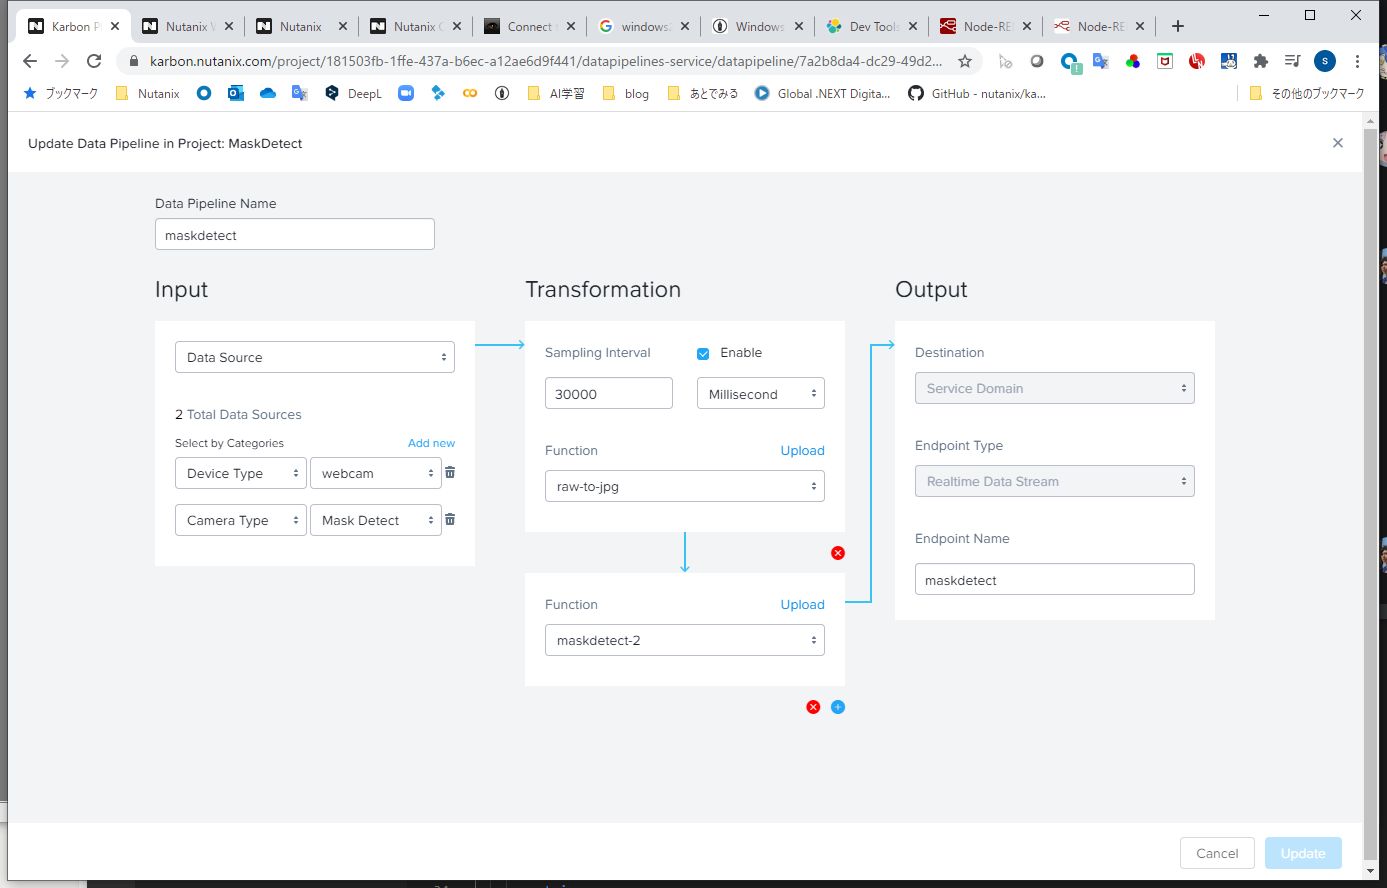 Karbon P
Nutanix W
Nutanix
Nutanix C
Connect
windows
Windows
Dev Tools
Node-RE
Node-RE
karbon.nutanix.com/project/181503fb-1ffe-437a-b6ec-a12ae6d9f441/datapipelines-service/datapipeline/7a2b8da4-dc29-49d2...
S
ブックマーク
Nutanix
DeepL
AI学習
blog
あとでみる
Global .NEXT Digita...
GitHub - nutanix/ka...
その他のブックマーク
Update Data Pipeline in Project: MaskDetect
Data Pipeline Name
maskdetect
Input
Transformation
Output
Data Source
2 Total Data Sources
Select by Categories
Add new
Device Type
webcam
Camera Type
Mask Detect
Sampling Interval
Enable
30000
Millisecond
Function
Upload
raw-to-jpg
Function
Upload
maskdetect-2
Destination
Service Domain
Endpoint Type
Realtime Data Stream
Endpoint Name
maskdetect
Cancel
Update